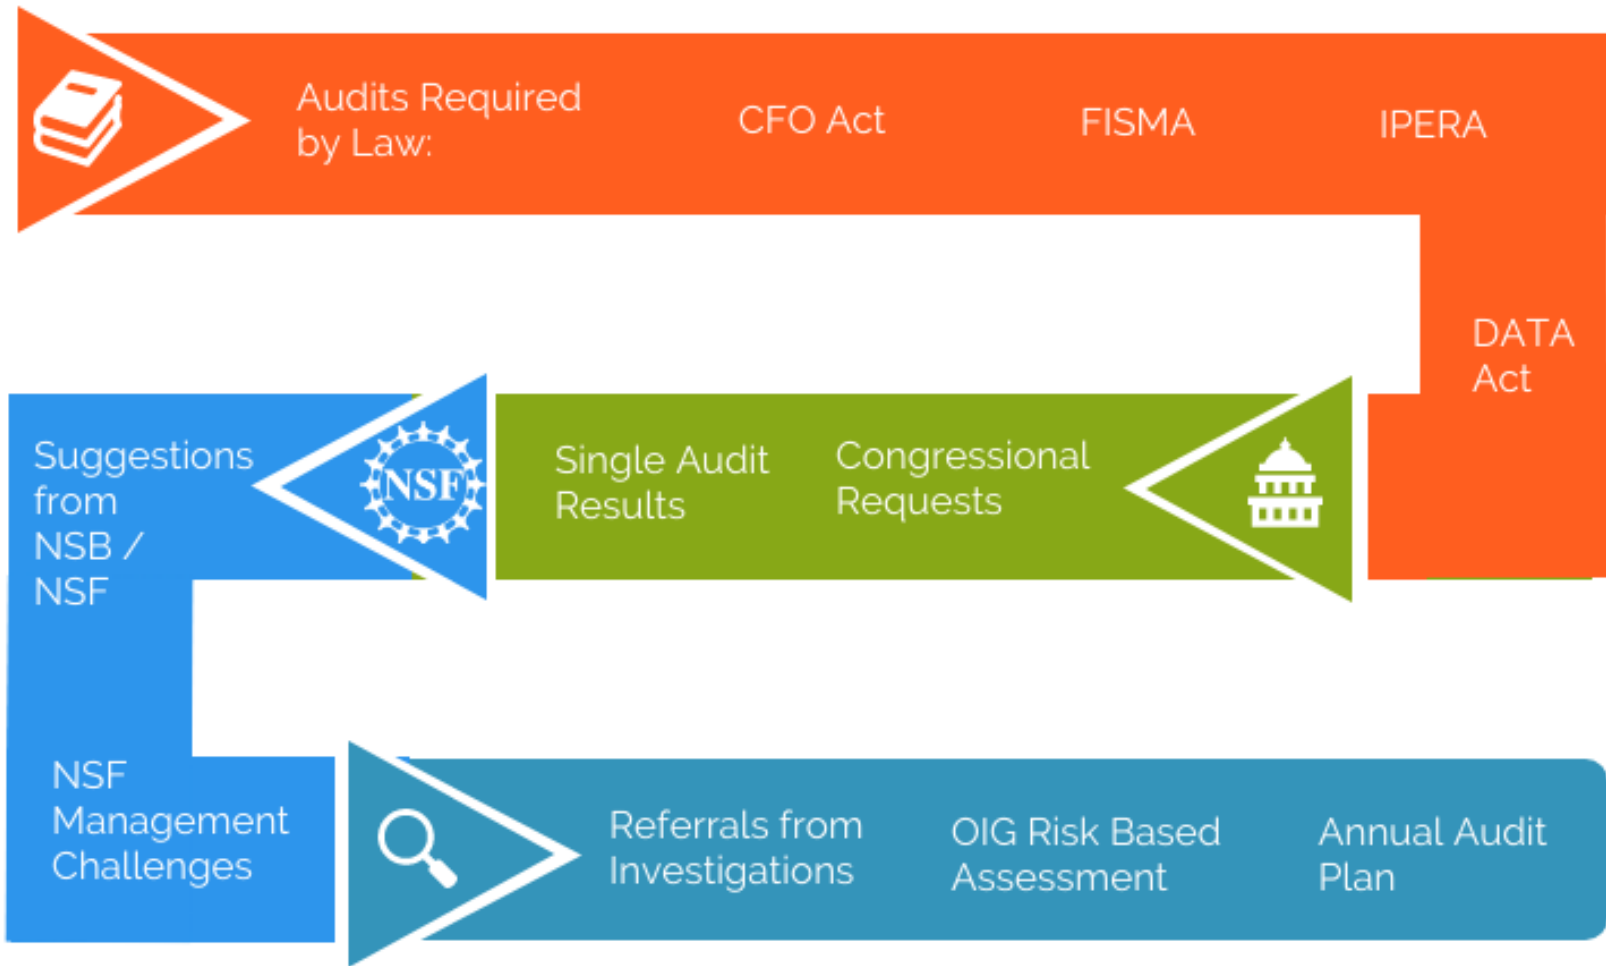 Audits Required
by Law:
CFO Act
FISMA
IPERA
DATA
Act
Congressional
Requests
Single Audit
Results
NSF
Suggestions
from
NSB /
NSF
NSF
Management
Challenges
Referrals from
Investigations
OIG Risk Based
Assessment
Annual Audit
Plan